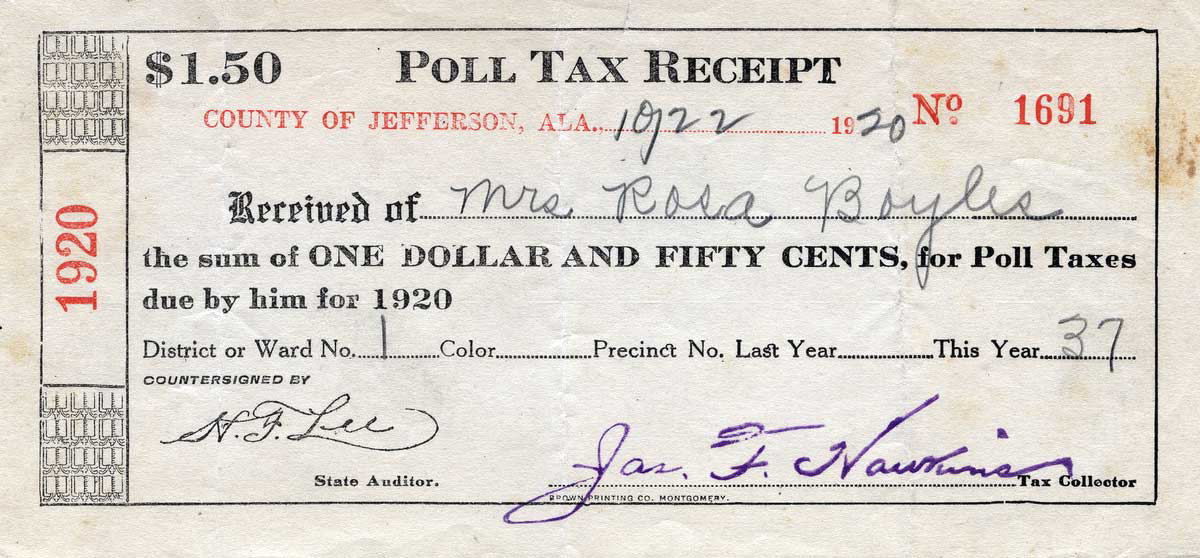 $1.50 POLL TAX RECEIPT
COUNTY OF JEFFERSON, ALA., 10/22 1920 No. 1691
1920
Received of Mrs Rosa Boyles
the sum of ONE DOLLAR AND FIFTY CENTS, for Poll Taxes
due by him for 1920
District or Ward No. 1 Color Precinct No. Last Year This Year 37
COUNTERSIGNED BY
H. F. Lee
Jas. F. Hawkins
State Auditor. Tax Collector
BROWN PRINTING CO. MONTGOMERY.